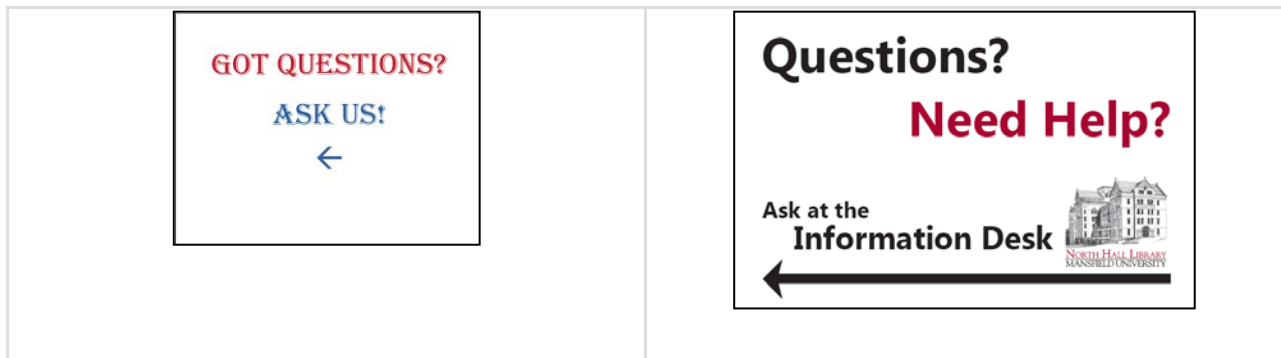 GOT QUESTIONS?
ASK US!
←
Questions?
Need Help?
Ask at the
Information Desk
NORTH HALL LIBRARY
MANSFIELD UNIVERSITY